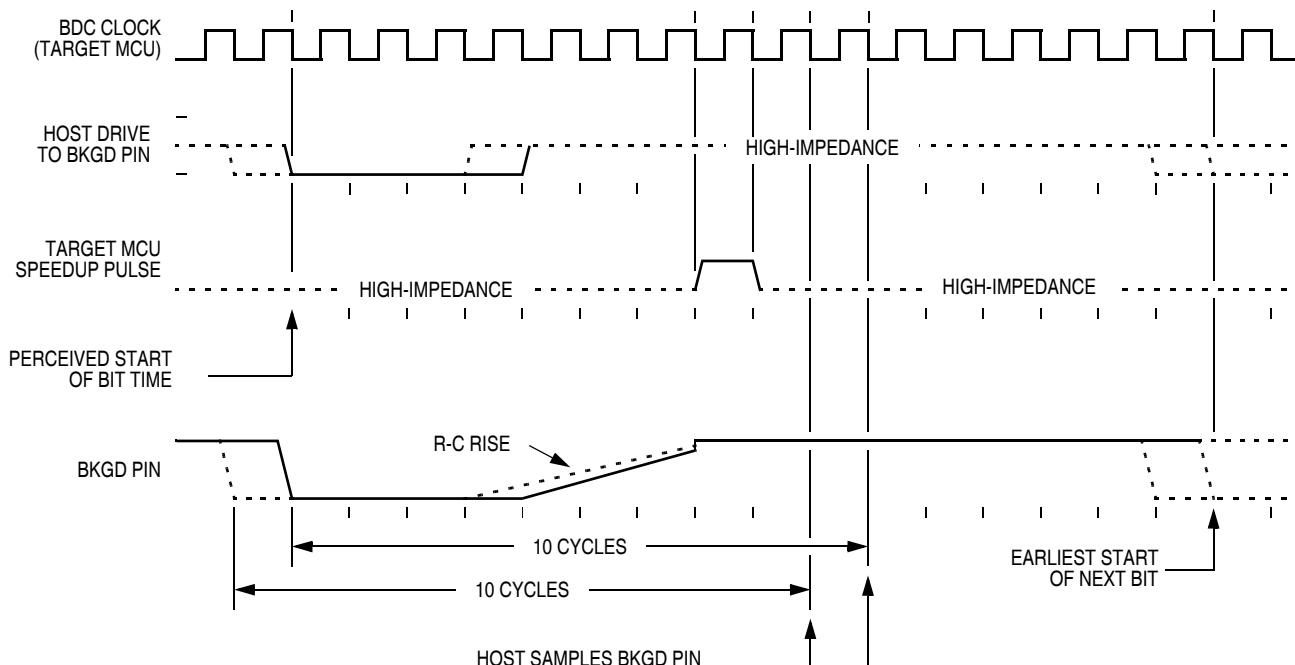 BDC CLOCK
(TARGET MCU)
HOST DRIVE
TO BKGD PIN
HIGH-IMPEDANCE
TARGET MCU
SPEEDUP PULSE
HIGH-IMPEDANCE
HIGH-IMPEDANCE
PERCEIVED START
OF BIT TIME
R-C RISE
BKGD PIN
10 CYCLES
EARLIEST START
OF NEXT BIT
10 CYCLES
HOST SAMPLES BKGD PIN